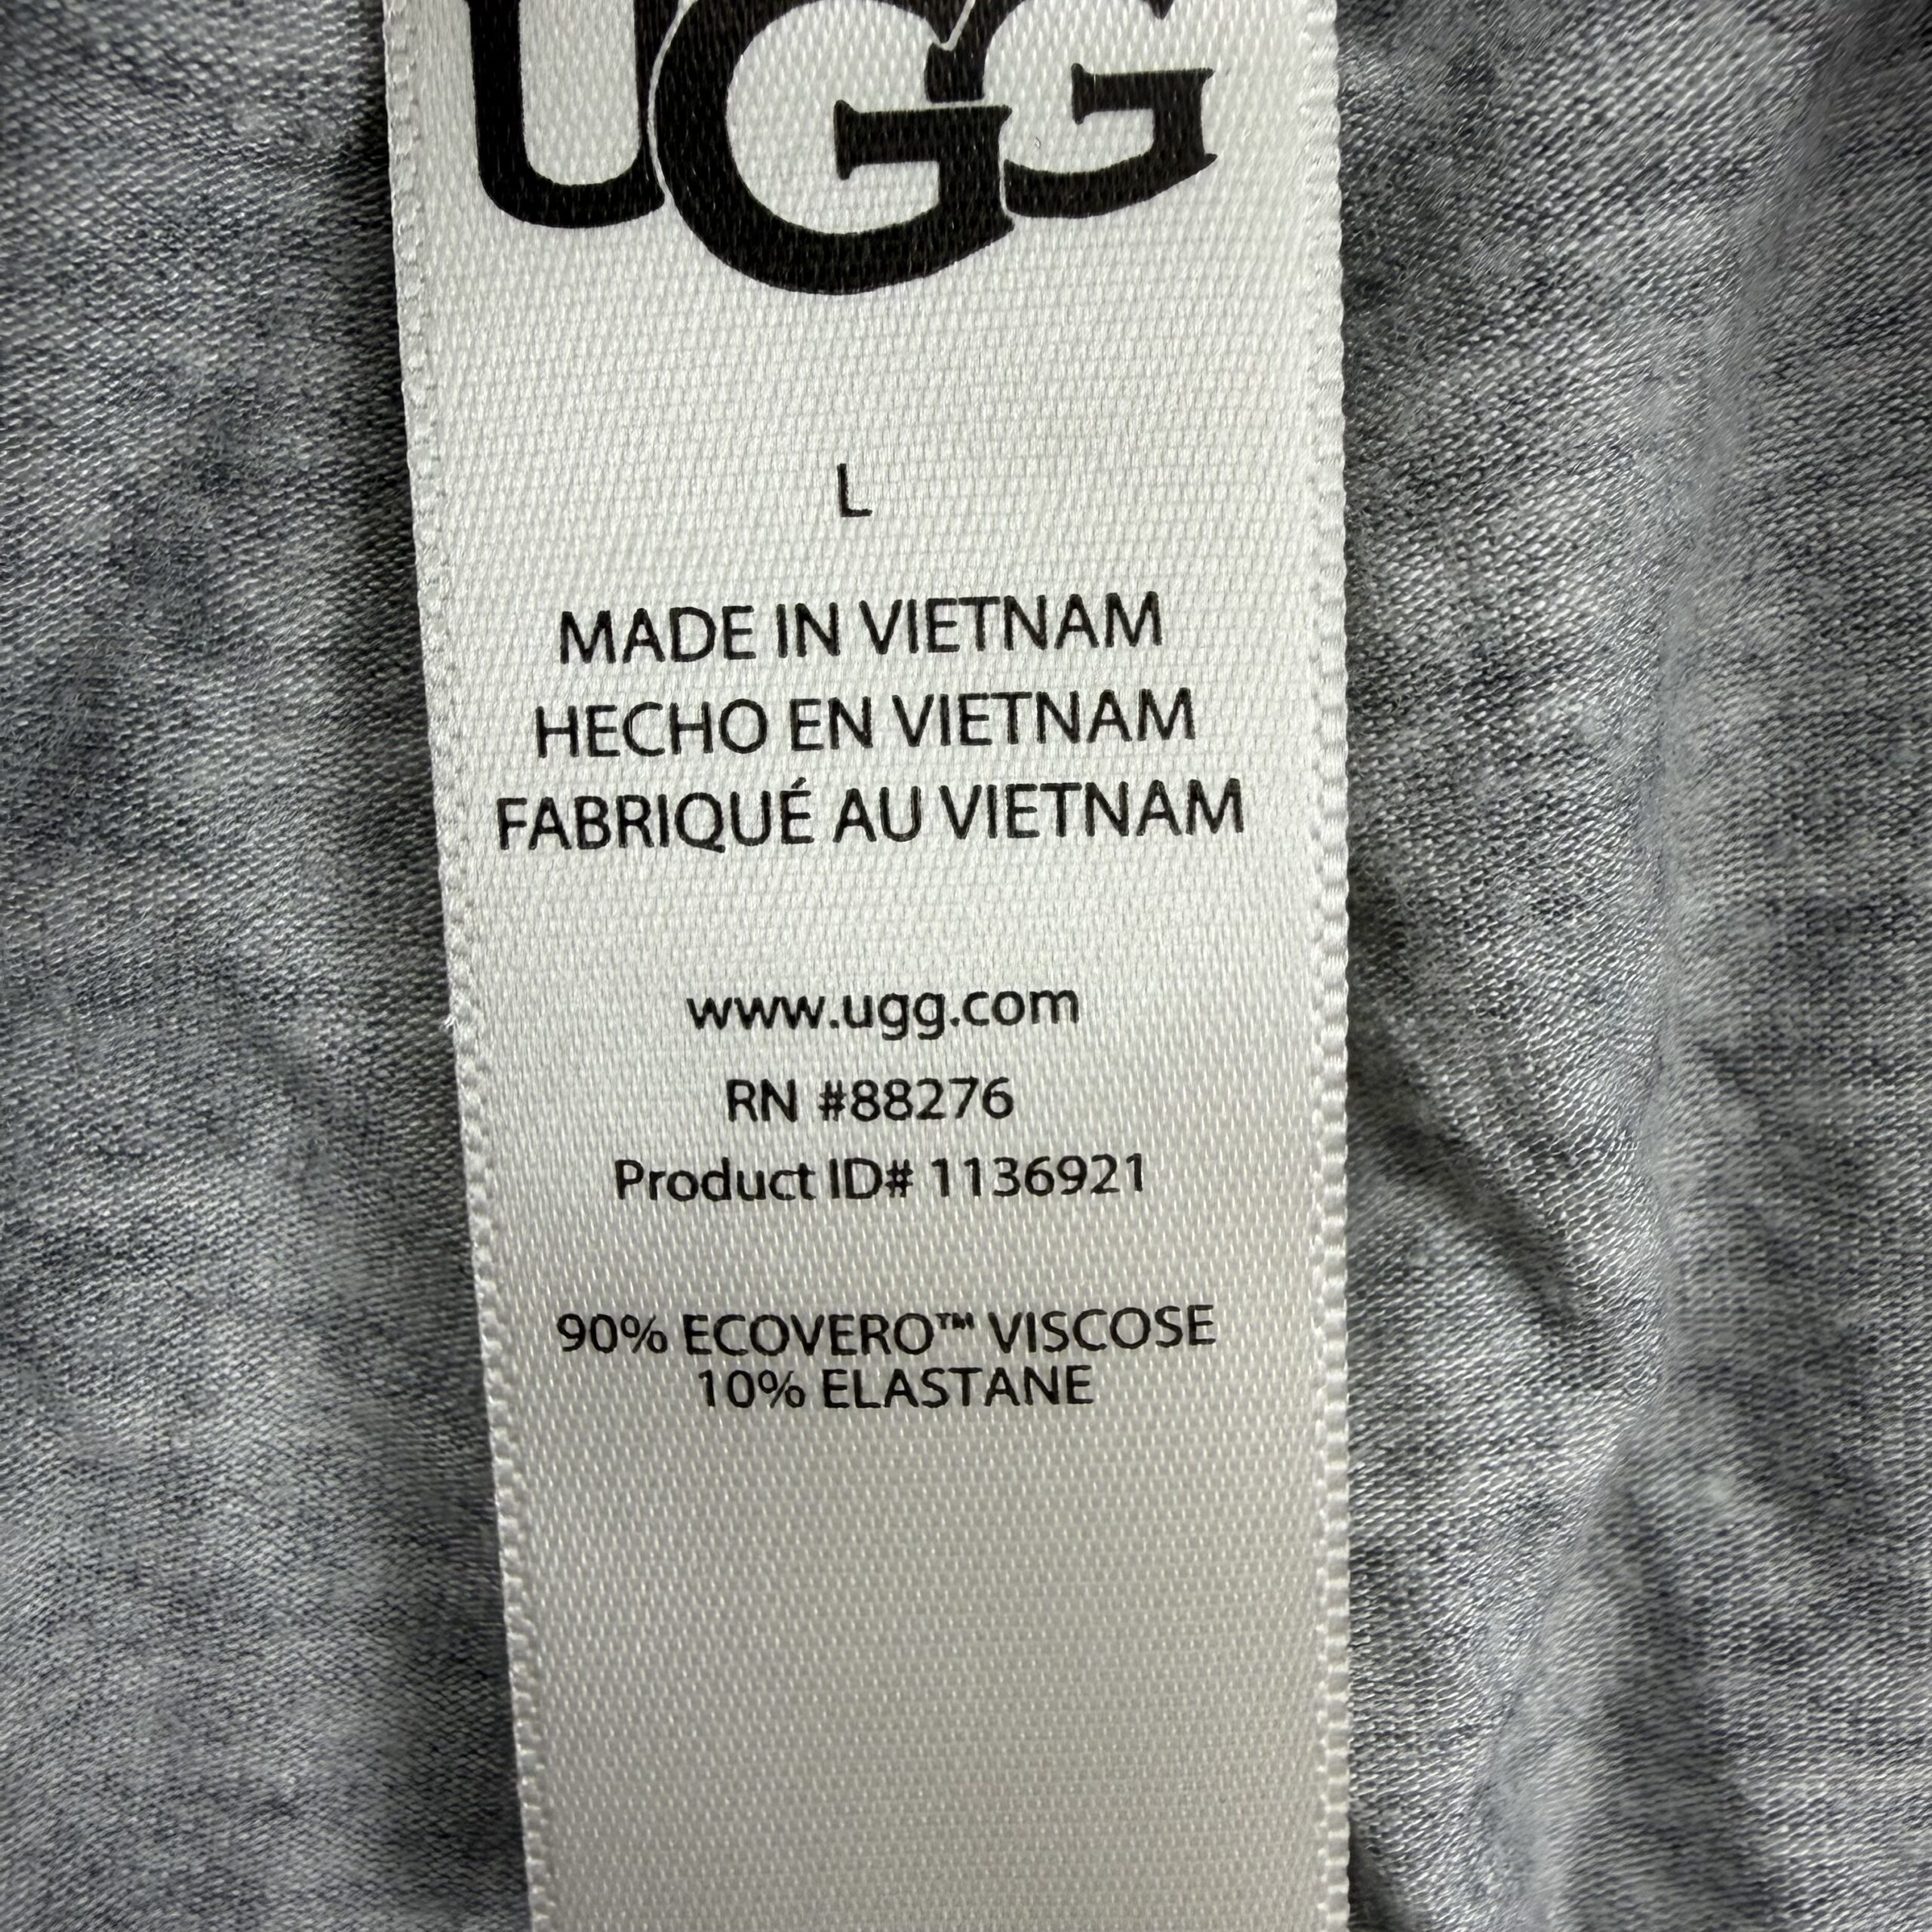 UGG
L
MADE IN VIETNAM
HECHO EN VIETNAM
FABRIQUÉ AU VIETNAM
www.ugg.com
RN #88276
Product ID# 1136921
90% ECOVERO™ VISCOSE
10% ELASTANE